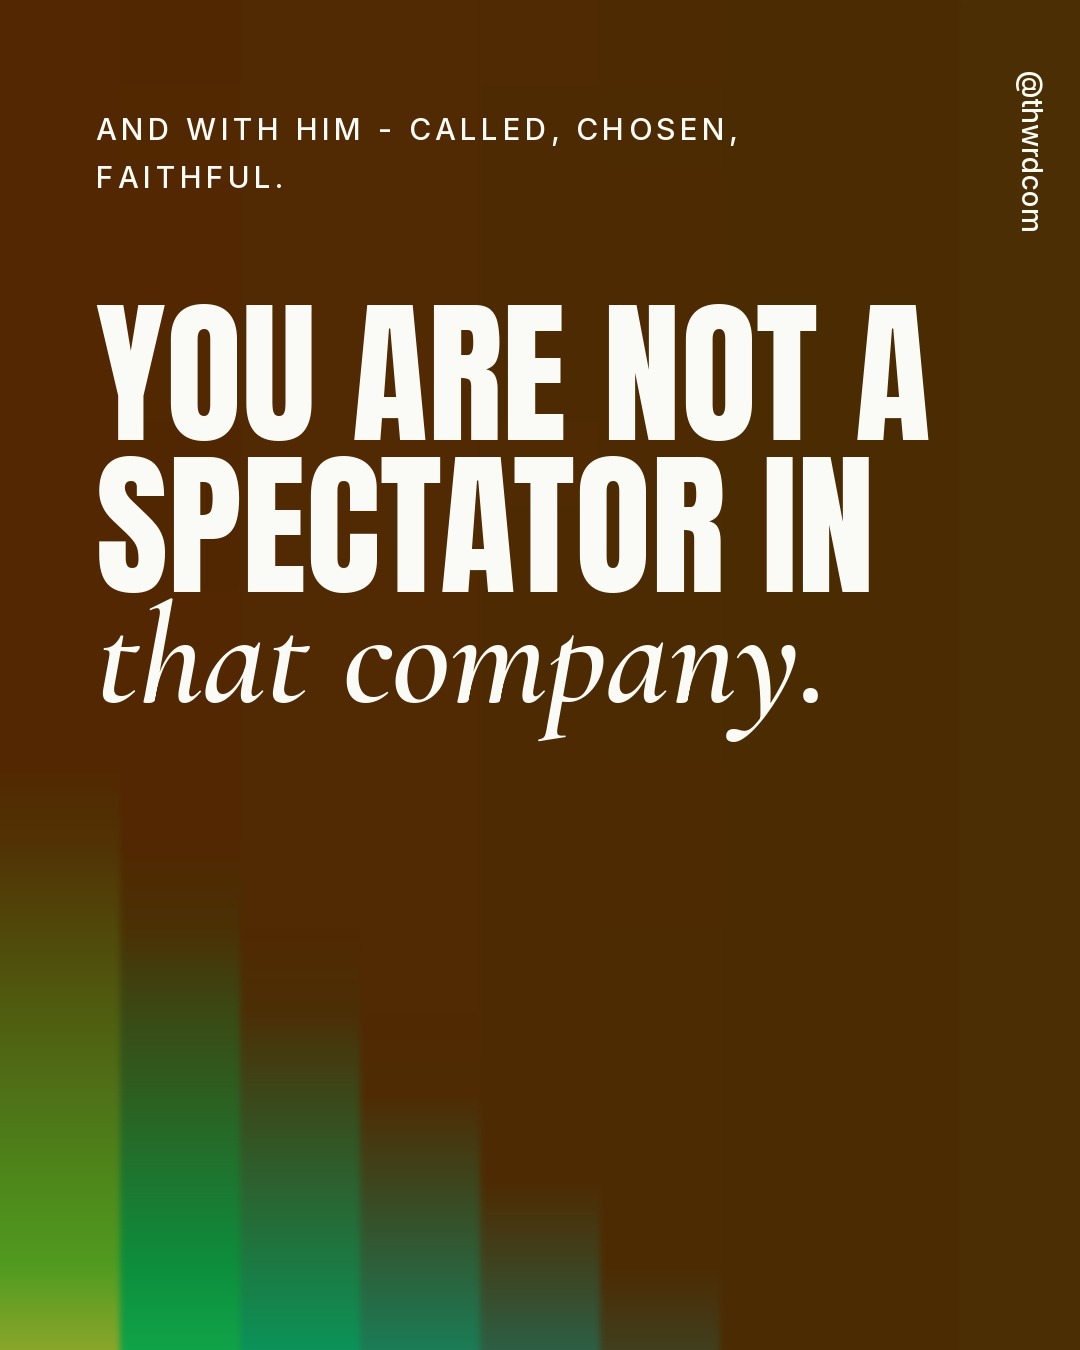 AND WITH HIM - CALLED, CHOSEN,
FAITHFUL.
YOU ARE NOT A
SPECTATOR IN
that company.
@thwrdcom